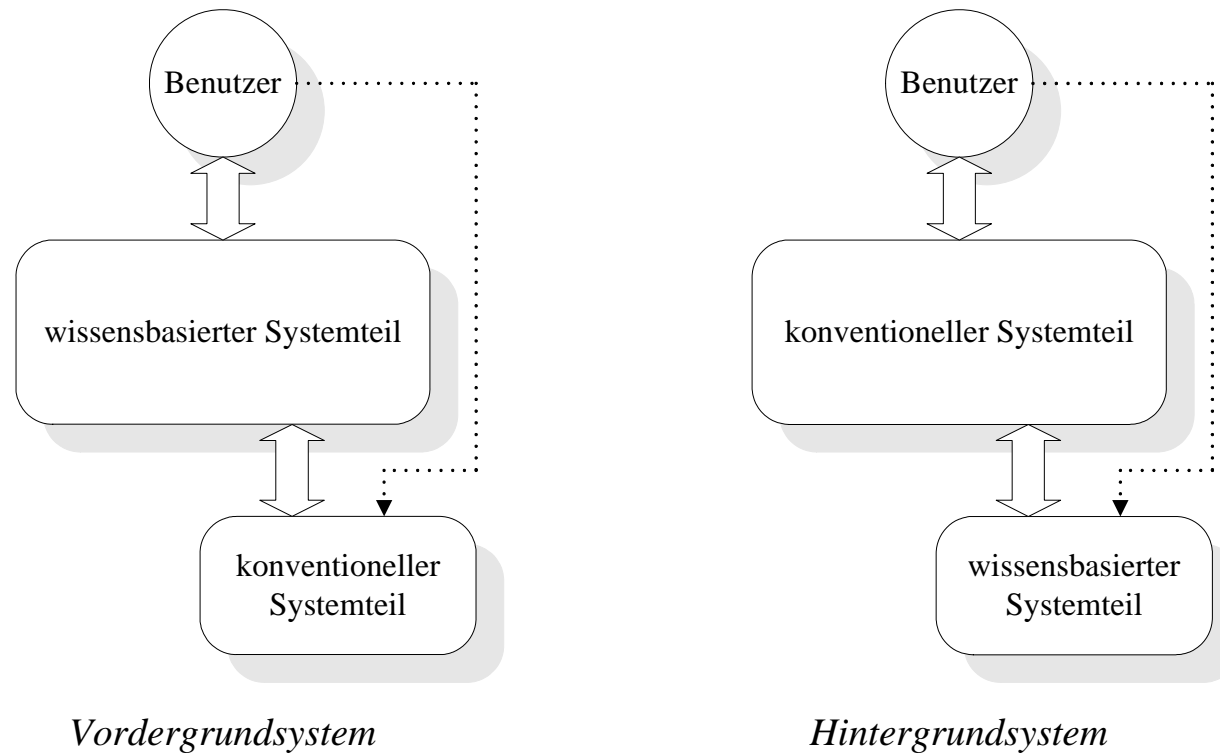 Benutzer
wissensbasierter Systemteil
konventioneller
Systemteil
Vordergrundsystem
Benutzer
konventioneller Systemteil
wissensbasierter
Systemteil
Hintergrundsystem